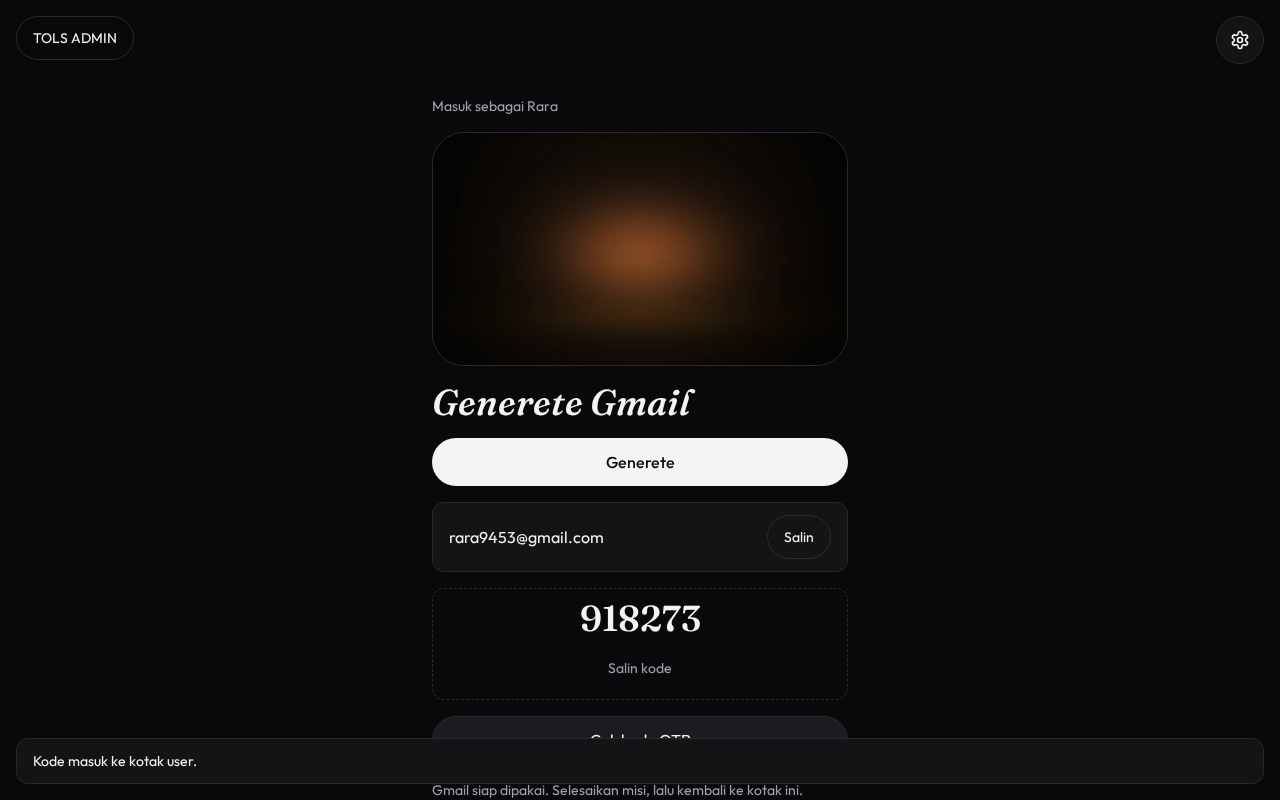 TOLS ADMIN
Masuk sebagai Rara
Generete Gmail
Generete
rara9453@gmail.com
Salin
918273
Salin kode
Kode masuk ke kotak user.
Gmail siap dipakai. Selesaikan misi, lalu kembali ke kotak ini.